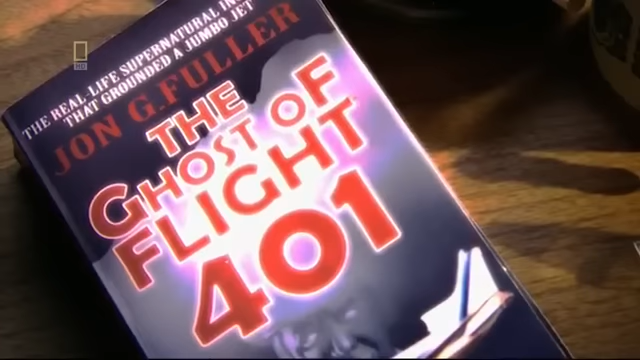 THE REAL-LIFE SUPERNATURAL IN
THAT GROUNDED A JUMBO JET
JON G. FULLER
THE
GHOST OF
FLIGHT
401